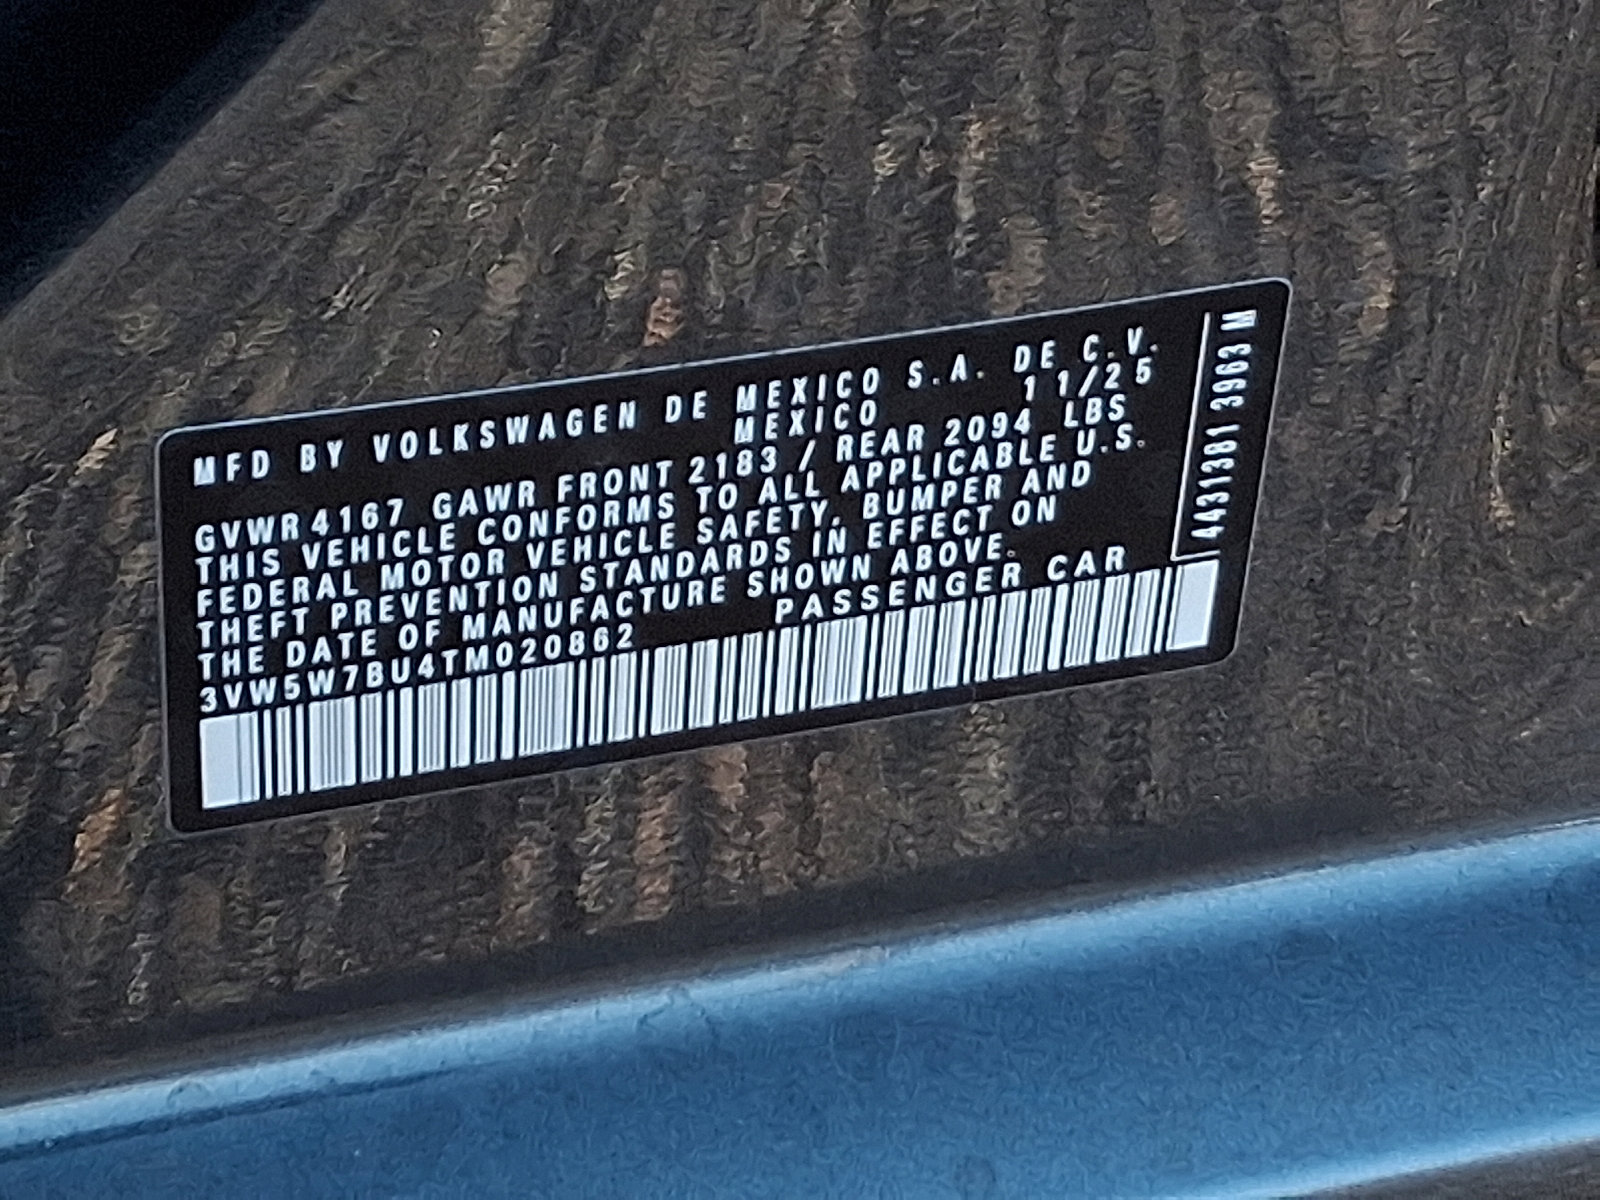 MFD BY VOLKSWAGEN DE MEXICO S.A. DE C.V.
MEXICO 11/25
GVWR 4167 GAWR FRONT 2183 / REAR 2094 LBS
THIS VEHICLE CONFORMS TO ALL APPLICABLE U.S.
FEDERAL MOTOR VEHICLE SAFETY, BUMPER AND
THEFT PREVENTION STANDARDS IN EFFECT ON
THE DATE OF MANUFACTURE SHOWN ABOVE.
3VW5W7BU4TM020862 PASSENGER CAR
4431381 3963 M